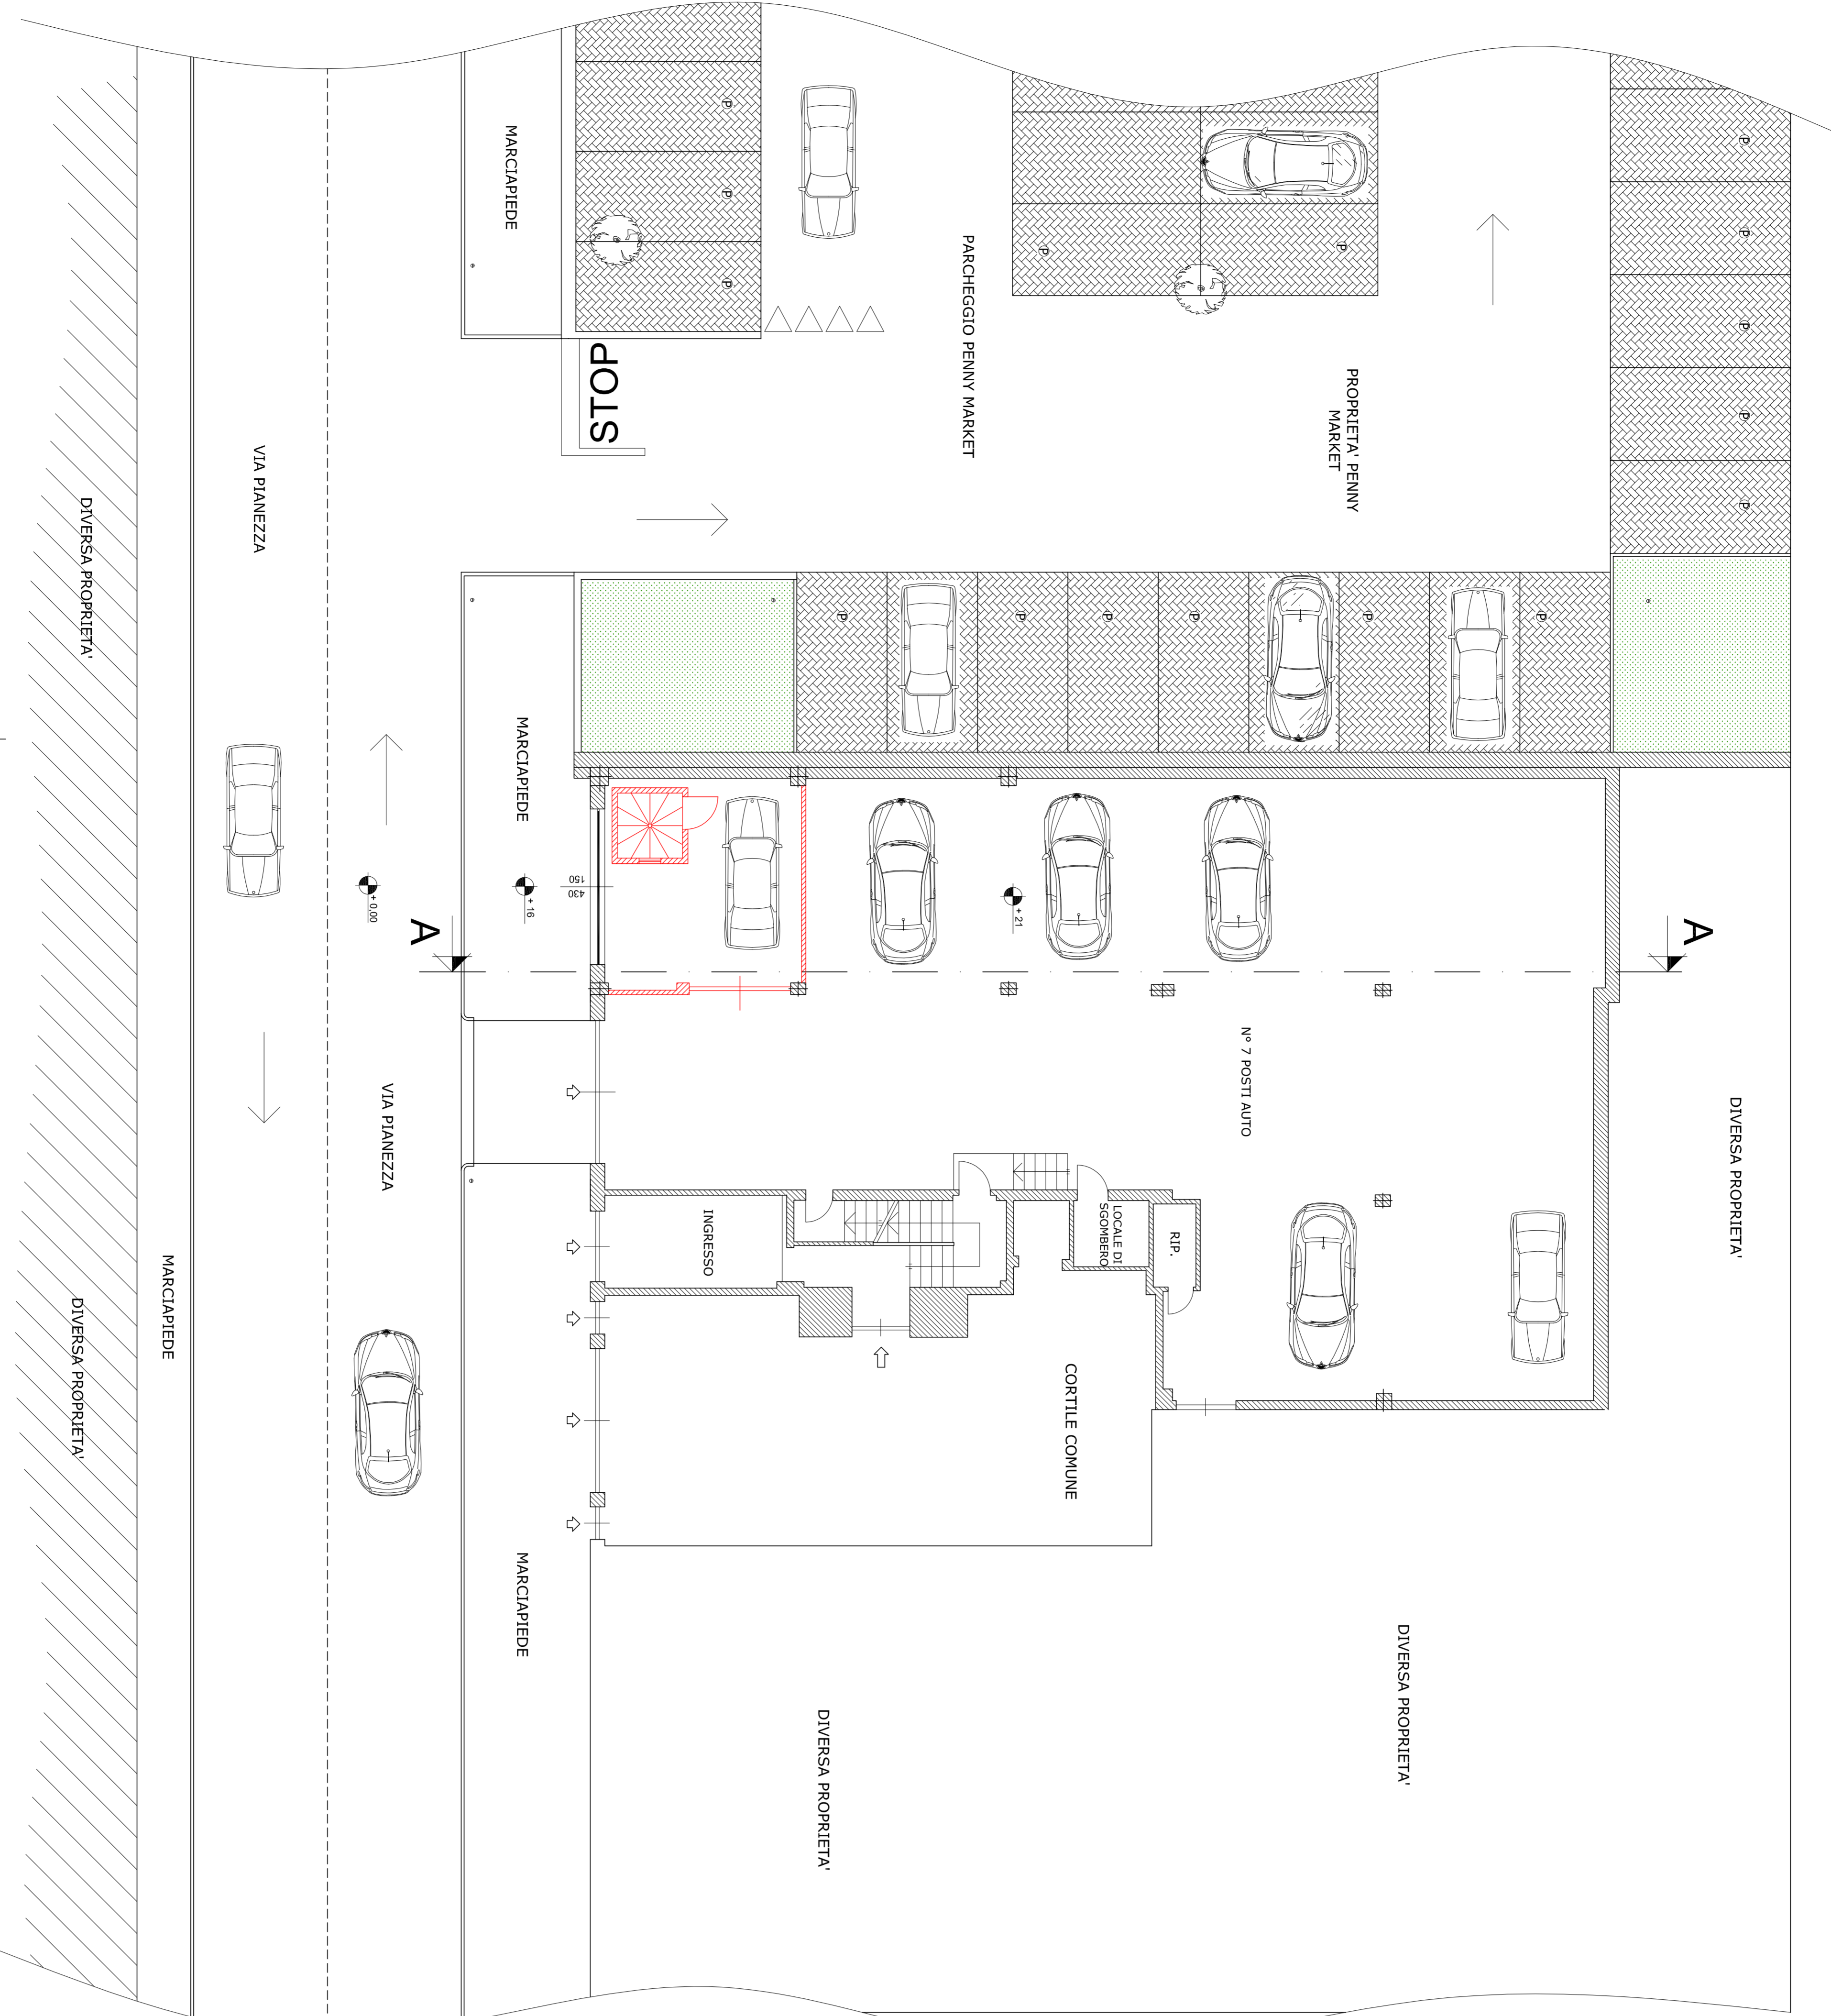 MARCIAPIEDE
P
P
P
STOP
PARCHEGGIO PENNY MARKET
P
P
PROPRIETA' PENNY
MARKET
P
P
P
P
P
VIA PIANEZZA
DIVERSA PROPRIETA'
P
P
P
P
P
P
MARCIAPIEDE
150
430
+ 0,00
+ 16
+ 21
A
A
N° 7 POSTI AUTO
VIA PIANEZZA
DIVERSA PROPRIETA'
INGRESSO
LOCALE DI
SGOMBERO
RIP.
MARCIAPIEDE
DIVERSA PROPRIETA'
CORTILE COMUNE
MARCIAPIEDE
DIVERSA PROPRIETA'
DIVERSA PROPRIETA'